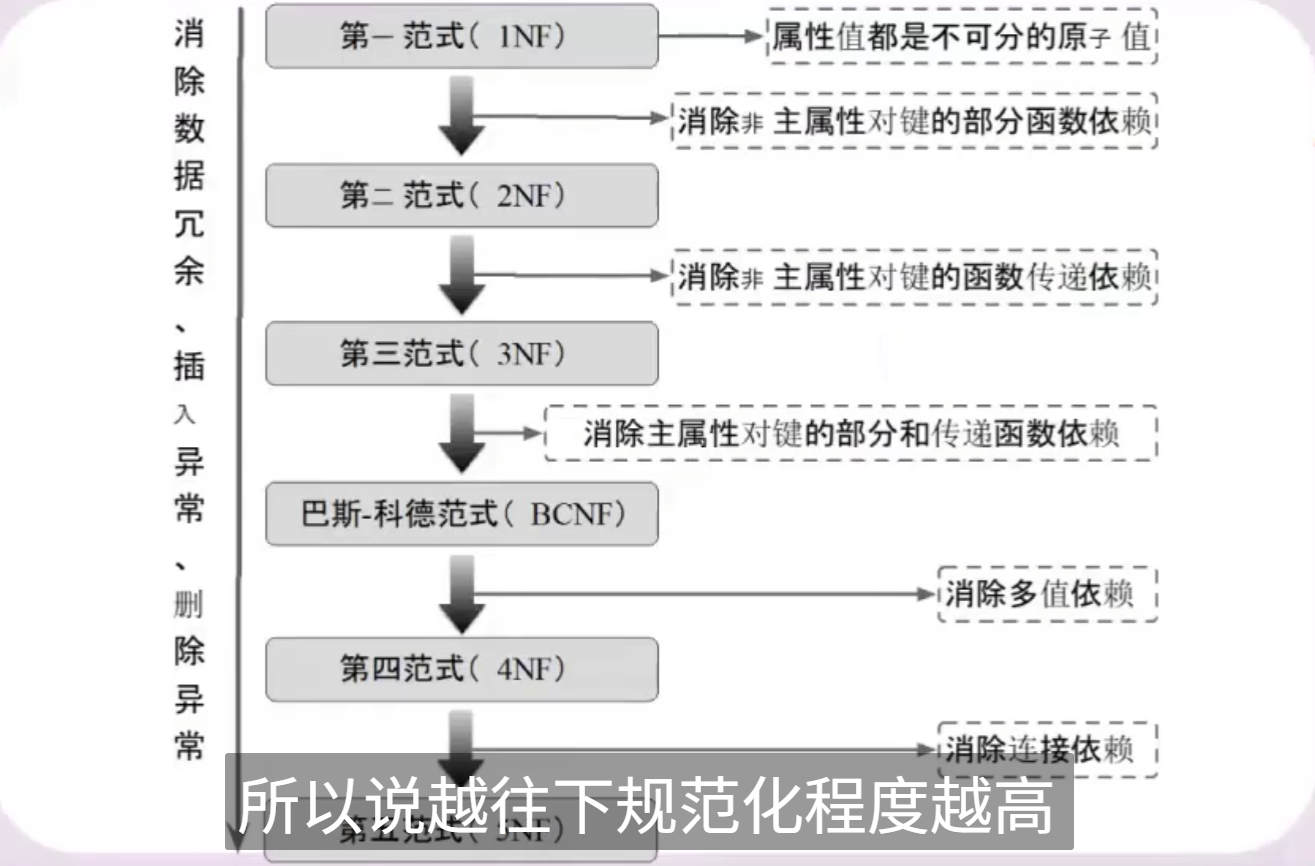 消除数据冗余、插入异常、删除异常
第一范式(1NF)
属性值都是不可分的原子值
消除非主属性对键的部分函数依赖
第二范式(2NF)
消除非主属性对键的函数传递依赖
第三范式(3NF)
消除主属性对键的部分和传递函数依赖
巴斯-科德范式(BCNF)
消除多值依赖
第四范式(4NF)
消除连接依赖
第五范式(5NF)
所以说越往下规范化程度越高